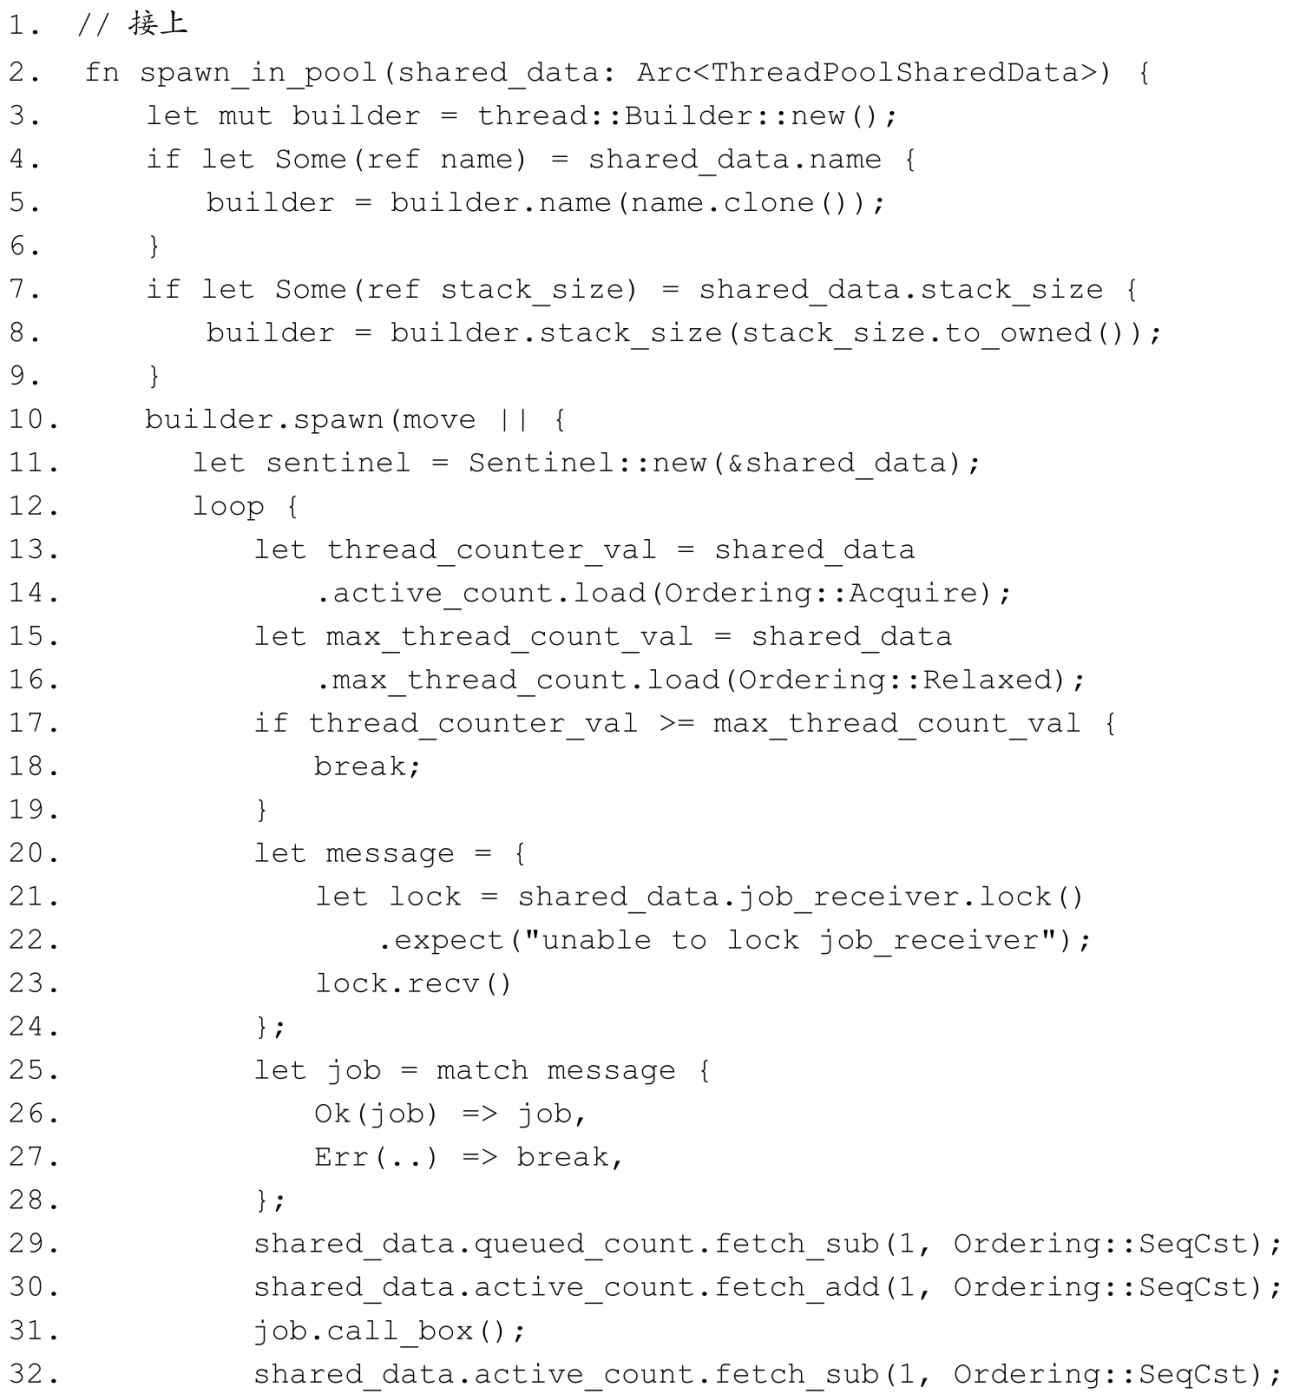 1. // 接上
2. fn spawn_in_pool(shared_data: Arc<ThreadPoolSharedData>) {
3. let mut builder = thread::Builder::new();
4. if let Some(ref name) = shared_data.name {
5. builder = builder.name(name.clone());
6. }
7. if let Some(ref stack_size) = shared_data.stack_size {
8. builder = builder.stack_size(stack_size.to_owned());
9. }
10. builder.spawn(move || {
11. let sentinel = Sentinel::new(&shared_data);
12. loop {
13. let thread_counter_val = shared_data
14. .active_count.load(Ordering::Acquire);
15. let max_thread_count_val = shared_data
16. .max_thread_count.load(Ordering::Relaxed);
17. if thread_counter_val >= max_thread_count_val {
18. break;
19. }
20. let message = {
21. let lock = shared_data.job_receiver.lock()
22. .expect("unable to lock job_receiver");
23. lock.recv()
24. };
25. let job = match message {
26. Ok(job) => job,
27. Err(..) => break,
28. };
29. shared_data.queued_count.fetch_sub(1, Ordering::SeqCst);
30. shared_data.active_count.fetch_add(1, Ordering::SeqCst);
31. job.call_box();
32. shared_data.active_count.fetch_sub(1, Ordering::SeqCst);